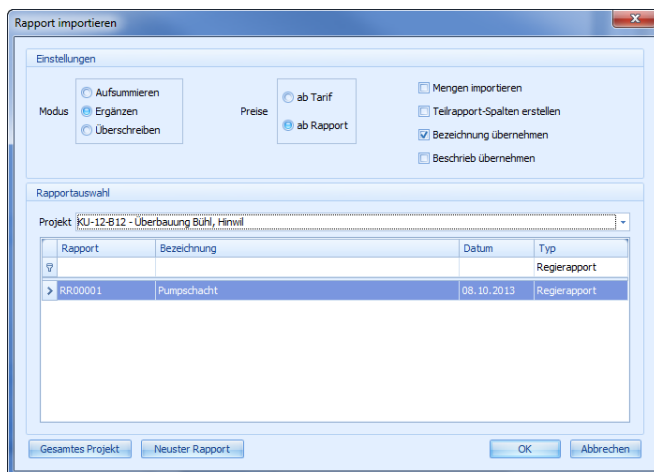 Rapport importieren
Einstellungen
Modus
Aufsummieren
Ergänzen
Überschreiben
Preise
ab Tarif
ab Rapport
Mengen importieren
Teilrapport-Spalten erstellen
Bezeichnung übernehmen
Beschrieb übernehmen
Rapportauswahl
Projekt KU-12-B12 - Überbauung Bühl, Hinwil
Rapport Bezeichnung Datum Typ
Regierapport
RR00001 Pumpschacht 08.10.2013 Regierapport
Gesamtes Projekt Neuster Rapport OK Abbrechen